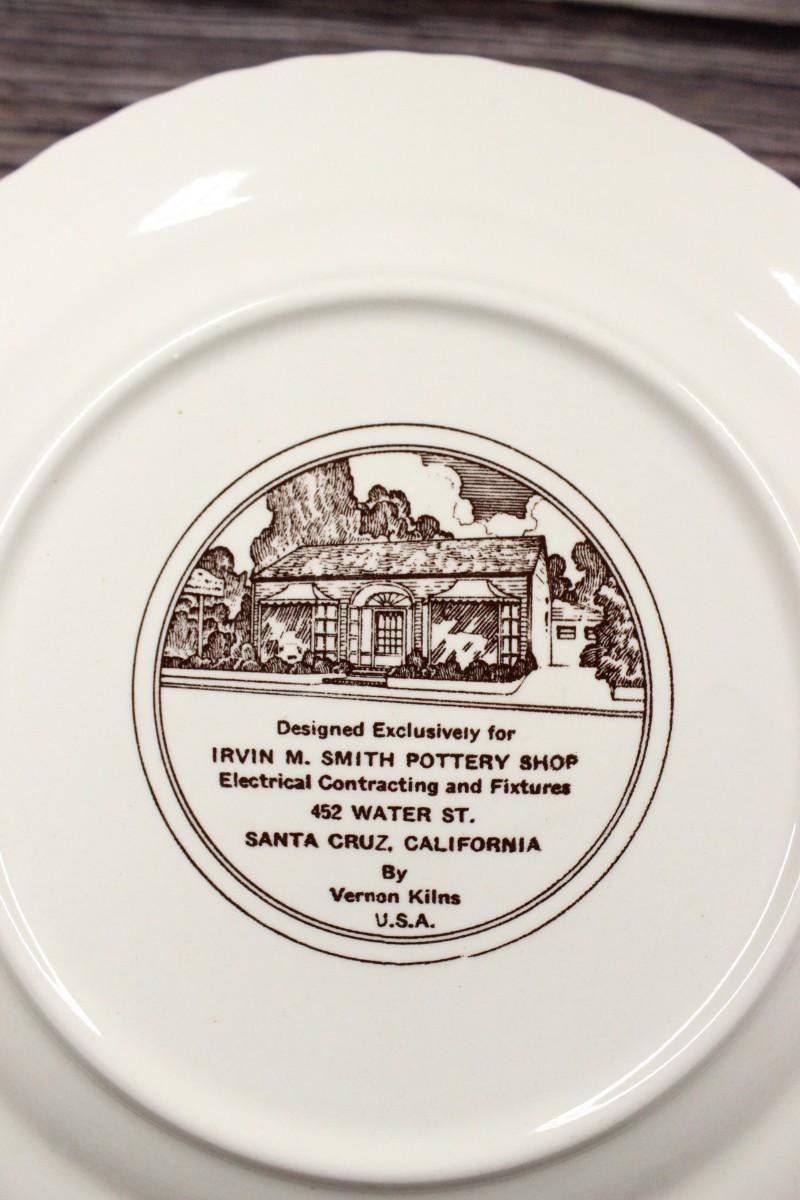 Designed Exclusively for
IRVIN M. SMITH POTTERY SHOP
Electrical Contracting and Fixtures
452 WATER ST.
SANTA CRUZ, CALIFORNIA
By
Vernon Kilns
U.S.A.